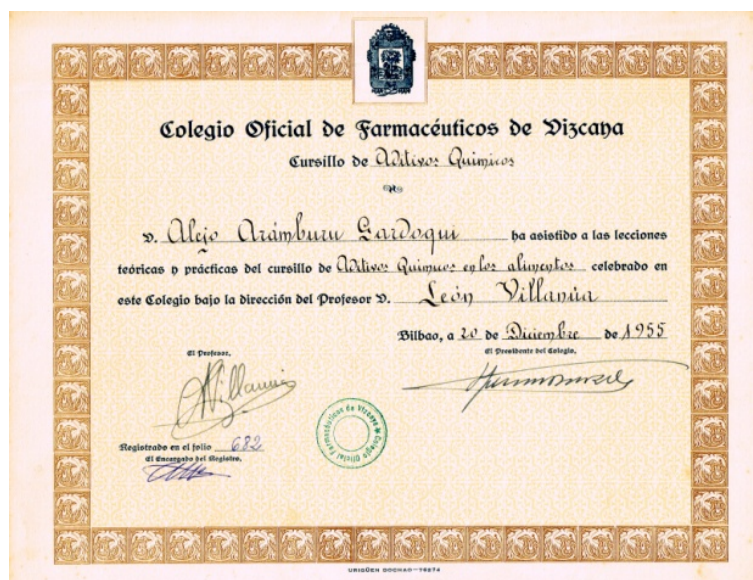 Colegio Oficial de Farmacéuticos de Vizcaya
Cursillo de Aditivos Quimicos
D. Alejo Arámburu Gardoqui ha asistido a las lecciones
teóricas y prácticas del cursillo de Aditivos Quimicos en los alimentos celebrado en
este Colegio bajo la dirección del Profesor D. León Villanúa
Bilbao, a 20 de Diciembre de 1955
El Profesor,
El Presidente del Colegio,
Villanúa
Colegio Oficial Farmacéuticos de Vizcaya
Registrado en el folio 682
El Encargado del Registro,